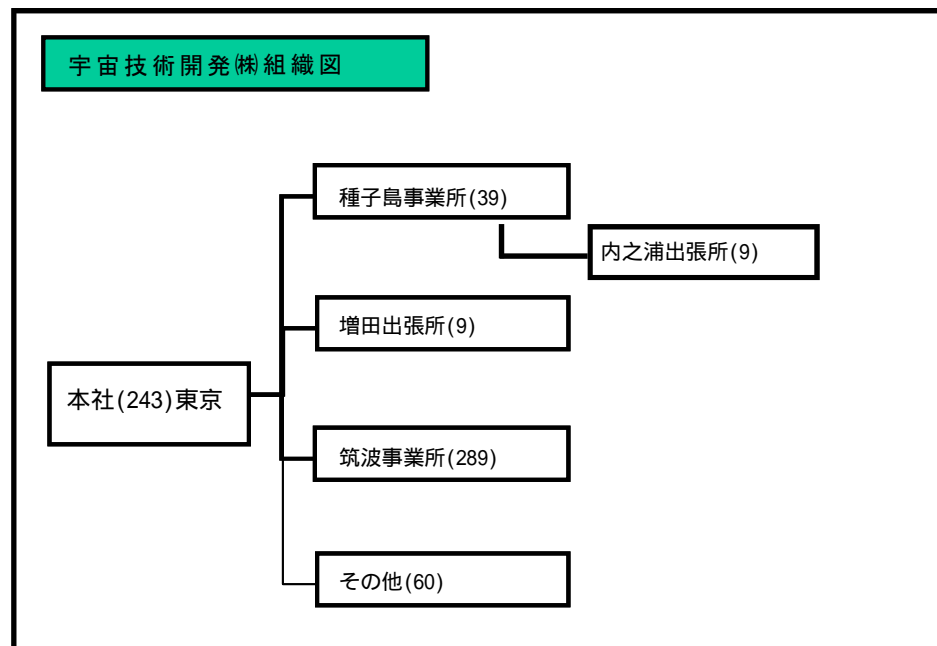 宇宙技術開発㈱組織図
種子島事業所(39)
内之浦出張所(9)
増田出張所(9)
本社(243)東京
筑波事業所(289)
その他(60)